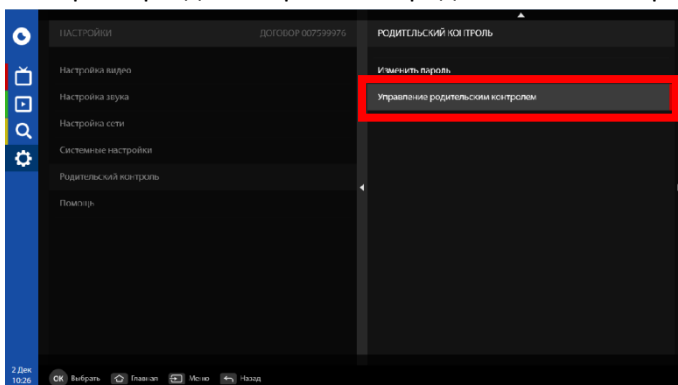 НАСТРОЙКИ
ДОГОВОР 007599976
РОДИТЕЛЬСКИЙ КОНТРОЛЬ
Настройка видео
Изменить пароль
Настройка звука
Управление родительским контролем
Настройка сети
Системные настройки
Родительский контроль
Помощь
2 Дек
10:26
OK Выбрать Главная Меню Назад